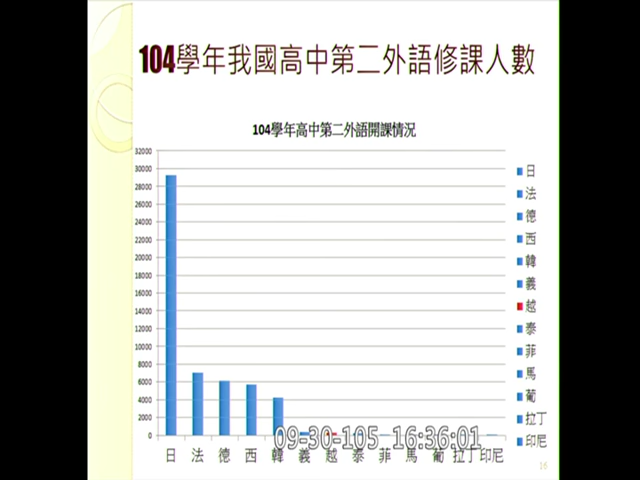 104學年我國高中第二外語修課人數
104學年高中第二外語開課情況
32000
30000
28000
26000
24000
22000
20000
18000
16000
14000
12000
10000
8000
6000
4000
2000
0
日 法 德 西 韓 義 越 泰 菲 馬 葡 拉丁 印尼
日
法
德
西
韓
義
越
泰
菲
馬
葡
拉丁
印尼
09-30-105 16:36:01
16